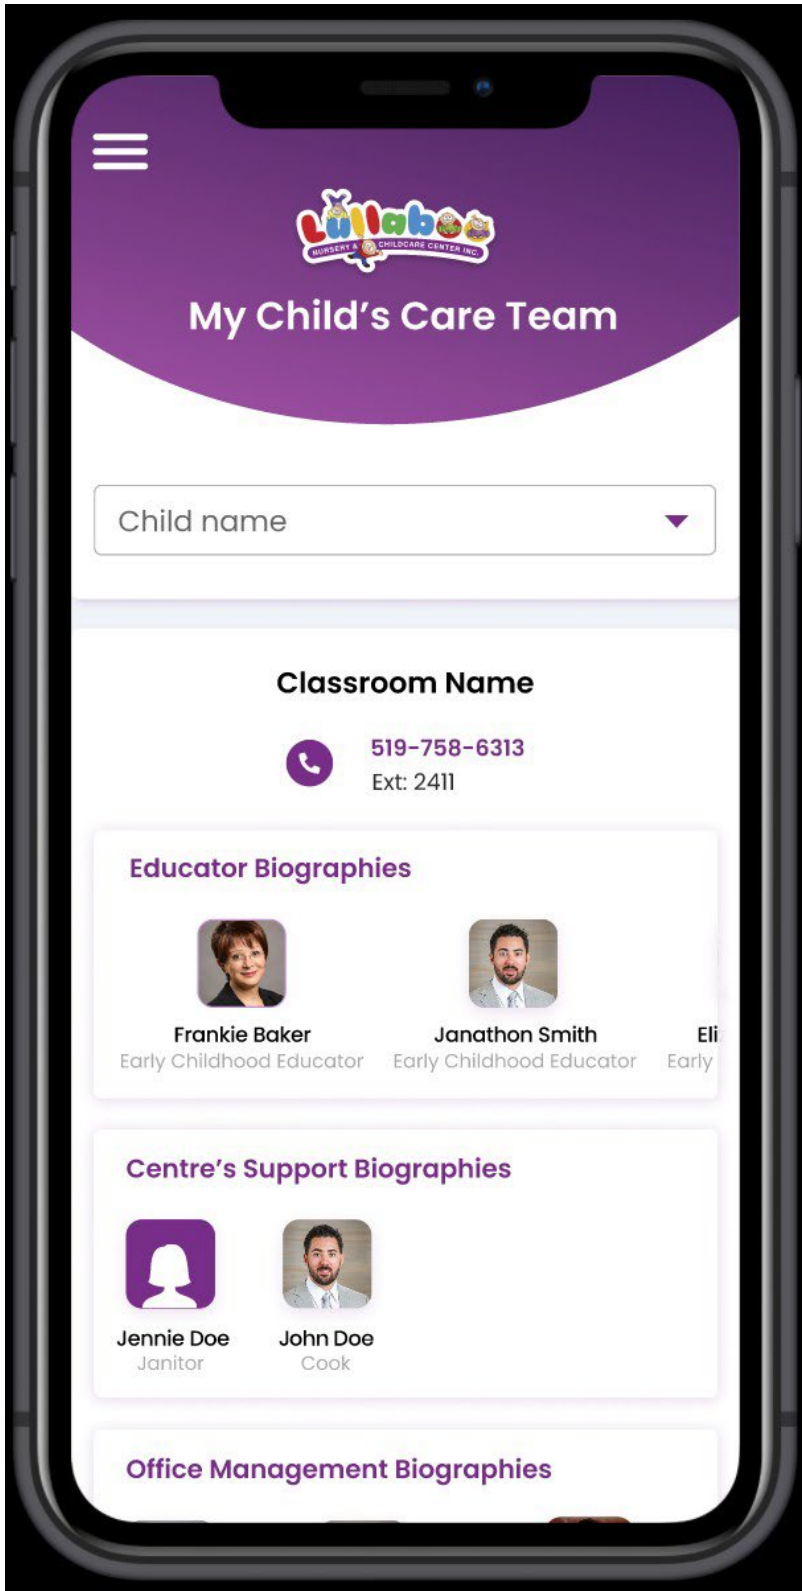 Lullaboo
NURSERY & CHILDCARE CENTER INC.
My Child's Care Team
Child name
Classroom Name
519-758-6313
Ext: 2411
Educator Biographies
Frankie Baker
Janathon Smith
Eli
Early Childhood Educator
Early Childhood Educator
Early
Centre's Support Biographies
Jennie Doe
John Doe
Janitor
Cook
Office Management Biographies